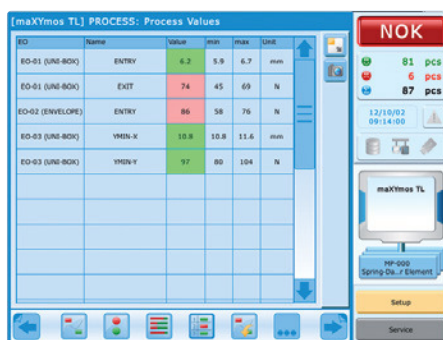 [maXYmos TL] PROCESS: Process Values
EO Name Value min max Unit
EO-01 (UNI-BOX) ENTRY 6.2 5.9 6.7 mm
EO-01 (UNI-BOX) EXIT 74 45 69 N
EO-02 (ENVELOPE) ENTRY 86 58 76 N
EO-03 (UNI-BOX) YMIN-X 10.8 10.8 11.6 mm
EO-03 (UNI-BOX) YMIN-Y 97 80 104 N
NOK
81 pcs
6 pcs
87 pcs
12/10/02
09:14:00
maXYmos TL
MP-000
Spring-Da...r Element
Setup
Service